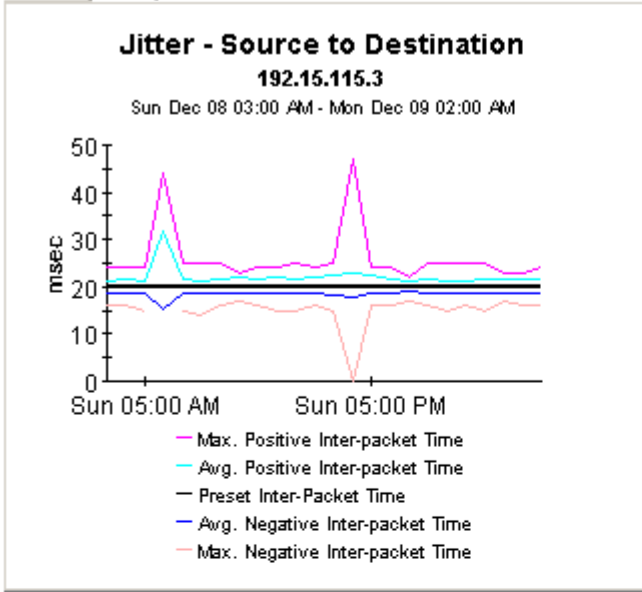 Jitter - Source to Destination
192.15.115.3
Sun Dec 08 03:00 AM - Mon Dec 09 02:00 AM
50
40
30
20
10
0
msec
Sun 05:00 AM Sun 05:00 PM
Max. Positive Inter-packet Time
Avg. Positive Inter-packet Time
Preset Inter-Packet Time
Avg. Negative Inter-packet Time
Max. Negative Inter-packet Time